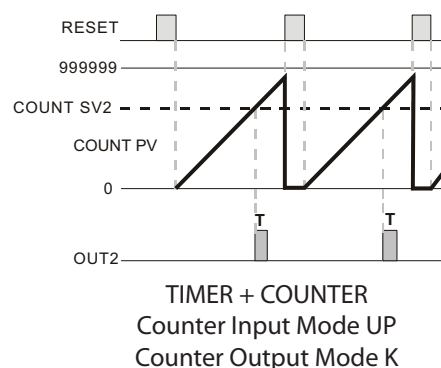 RESET
999999
COUNT SV2
COUNT PV
0
T T
OUT2
TIMER + COUNTER
Counter Input Mode UP
Counter Output Mode K